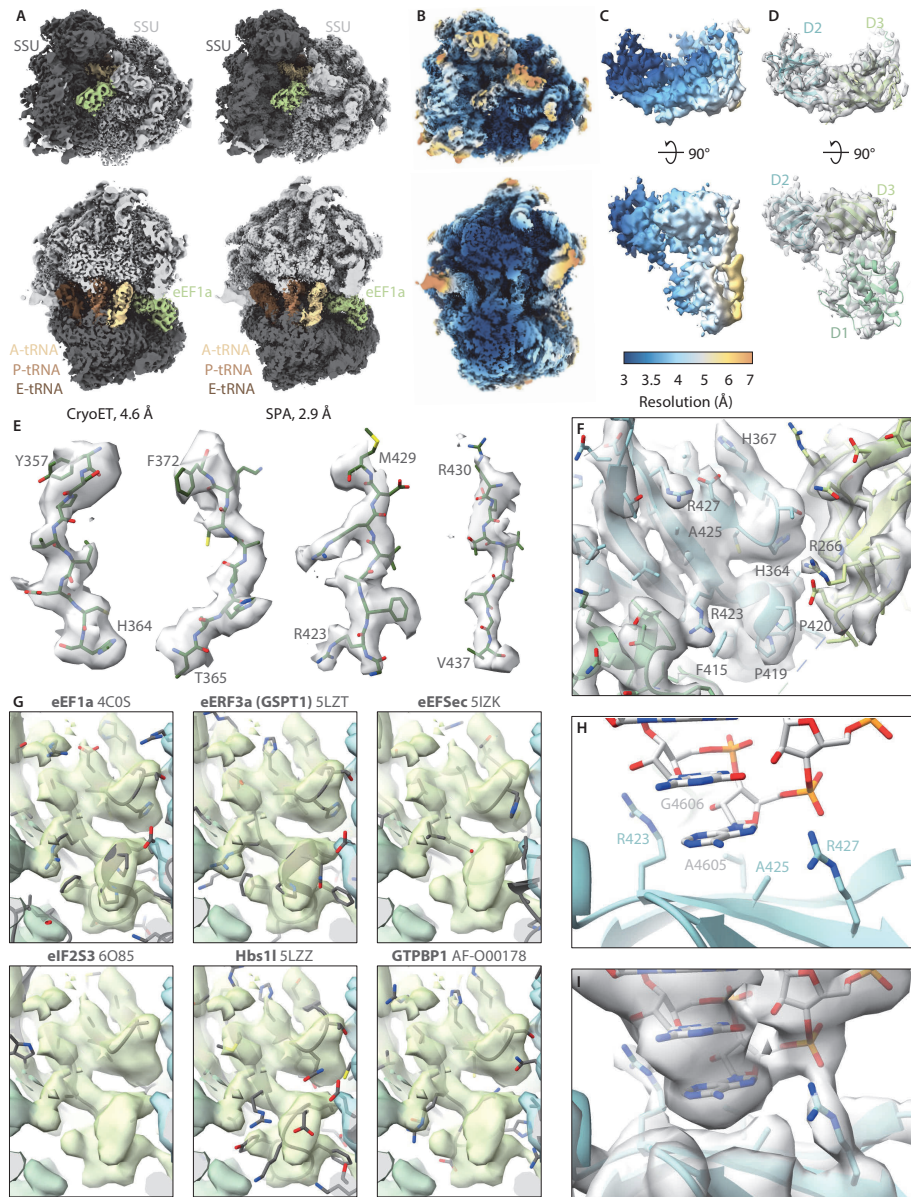 A
SSU
SSU
SSU
SSU
B
C
D
D2
D3
90°
90°
eEF1a
eEF1a
D2
D3
D1
A-tRNA
P-tRNA
E-tRNA
A-tRNA
P-tRNA
E-tRNA
3 3.5 4 5 6 7
Resolution (Å)
CryoET, 4.6 Å
SPA, 2.9 Å
E
Y357
H364
F372
T365
M429
R423
R430
V437
F
H367
R427
A425
R266
H364
R423
P420
F415
P419
G
eEF1a 4C0S
eERF3a (GSPT1) 5LZT
eEFSec 5IZK
H
G4606
R423
A4605
A425
R427
eIF2S3 6O85
Hbs1l 5LZZ
GTPBP1 AF-O00178
I